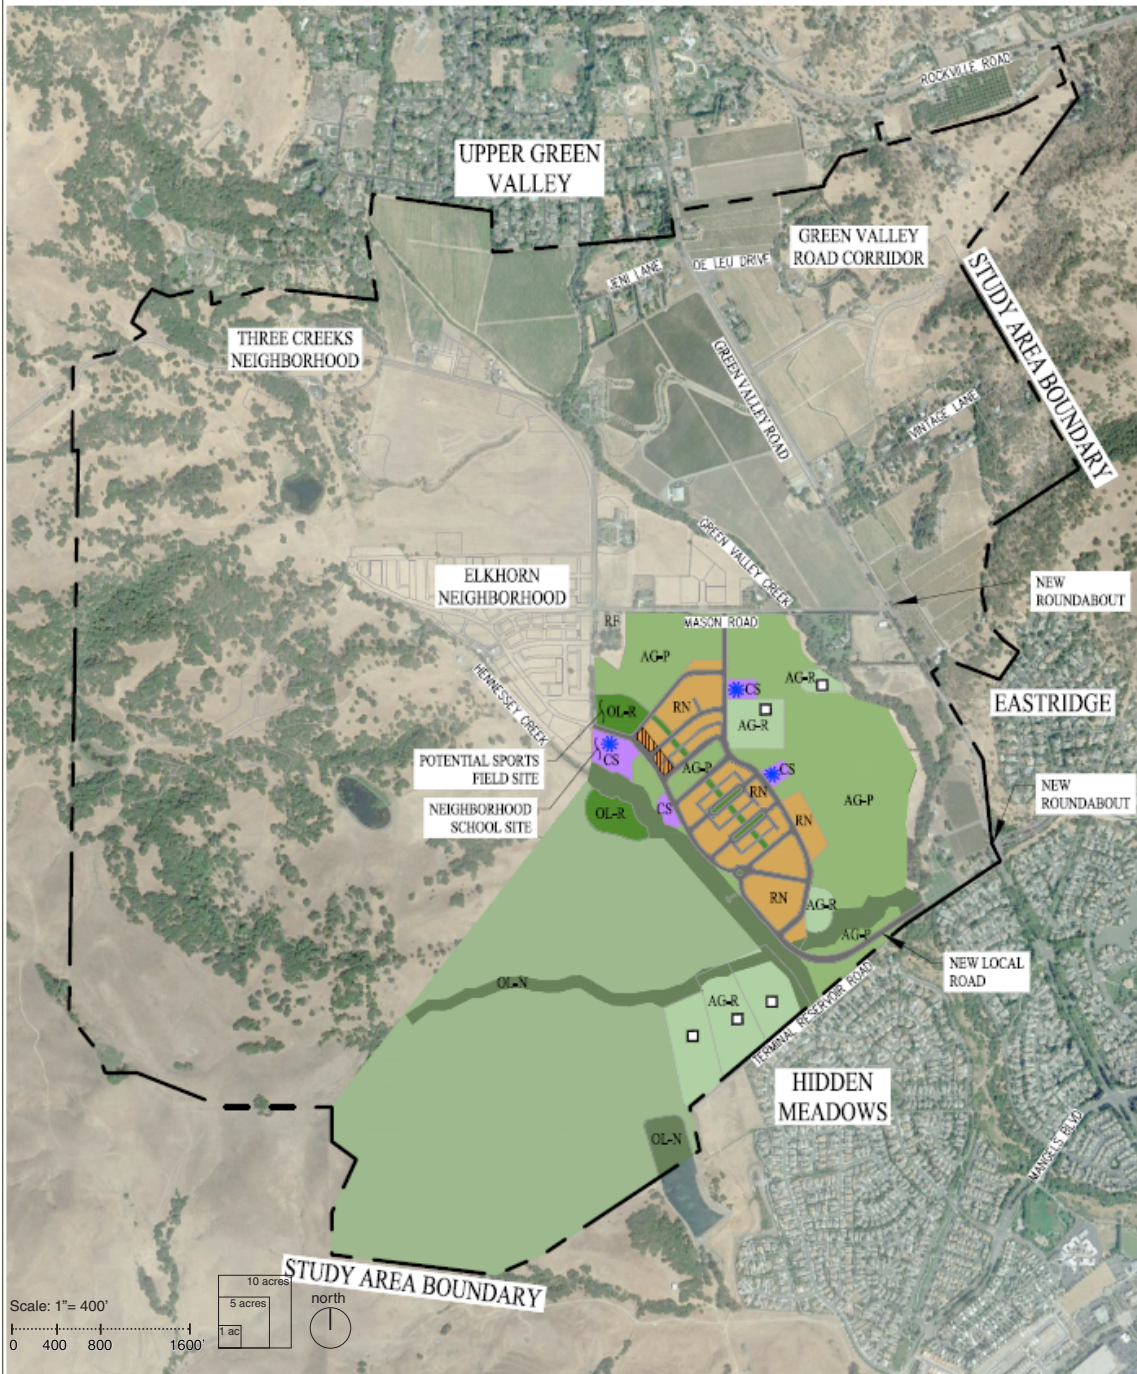 ROCKVILLE ROAD
UPPER GREEN
VALLEY
GREEN VALLEY
ROAD CORRIDOR
JENI LANE
DE LEU DRIVE
STUDY AREA BOUNDARY
THREE CREEKS
NEIGHBORHOOD
GREEN VALLEY ROAD
VINTAGE LANE
GREEN VALLEY CREEK
ELKHORN
NEIGHBORHOOD
NEW
ROUNDABOUT
RF
MASON ROAD
AG-P
HENNESSEY CREEK
AG-R
CS
EASTRIDGE
RN
OL-R
AG-R
POTENTIAL SPORTS
FIELD SITE
CS
AG-P
CS
NEIGHBORHOOD
SCHOOL SITE
RN
AG-P
NEW
ROUNDABOUT
OL-R
CS
RN
RN
AG-R
AG-P
NEW LOCAL
ROAD
OL-N
AG-R
TERMINAL RESERVOIR ROAD
HIDDEN
MEADOWS
OL-N
MANGELS BLVD
STUDY AREA BOUNDARY
10 acres
5 acres
1 ac
north
Scale: 1"= 400'
0 400 800 1600'